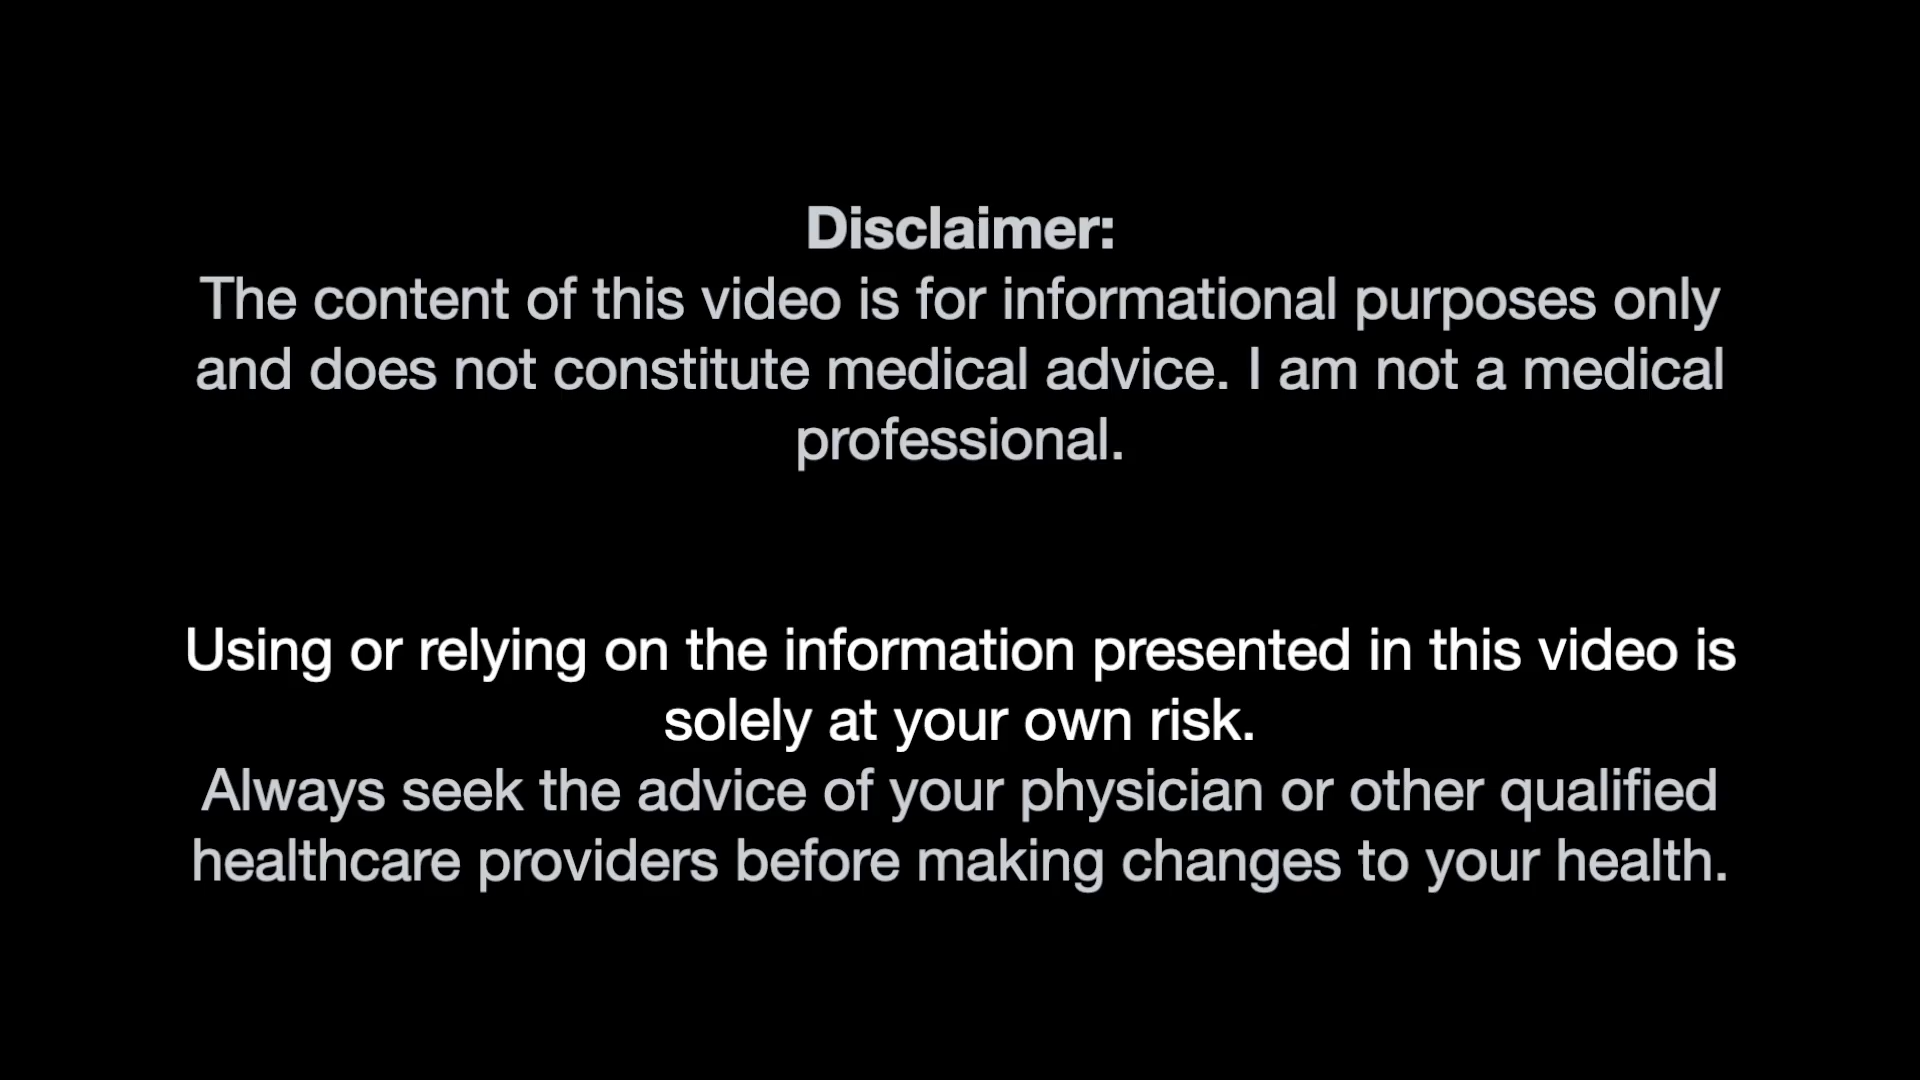 Disclaimer:
The content of this video is for informational purposes only
and does not constitute medical advice. I am not a medical
professional.
Using or relying on the information presented in this video is
solely at your own risk.
Always seek the advice of your physician or other qualified
healthcare providers before making changes to your health.